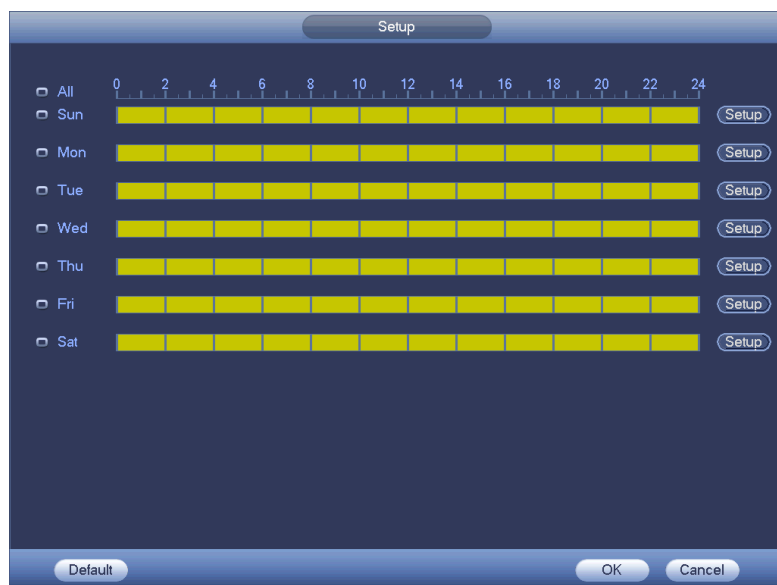 Setup
All 0 2 4 6 8 10 12 14 16 18 20 22 24
Sun Setup
Mon Setup
Tue Setup
Wed Setup
Thu Setup
Fri Setup
Sat Setup
Default OK Cancel